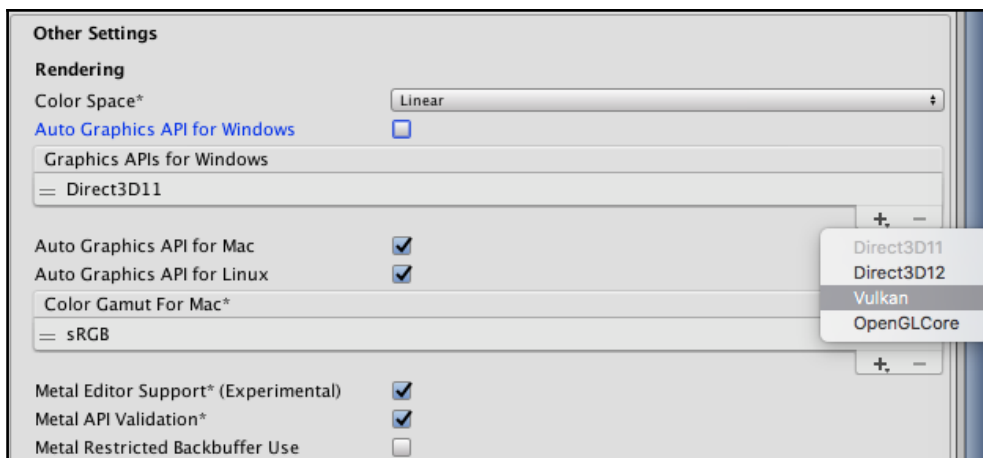 Other Settings
Rendering
Color Space*
Linear
Auto Graphics API for Windows
Graphics APIs for Windows
= Direct3D11
+ −
Auto Graphics API for Mac
Direct3D11
Auto Graphics API for Linux
Direct3D12
Color Gamut For Mac*
Vulkan
= sRGB
OpenGLCore
+ −
Metal Editor Support* (Experimental)
Metal API Validation*
Metal Restricted Backbuffer Use